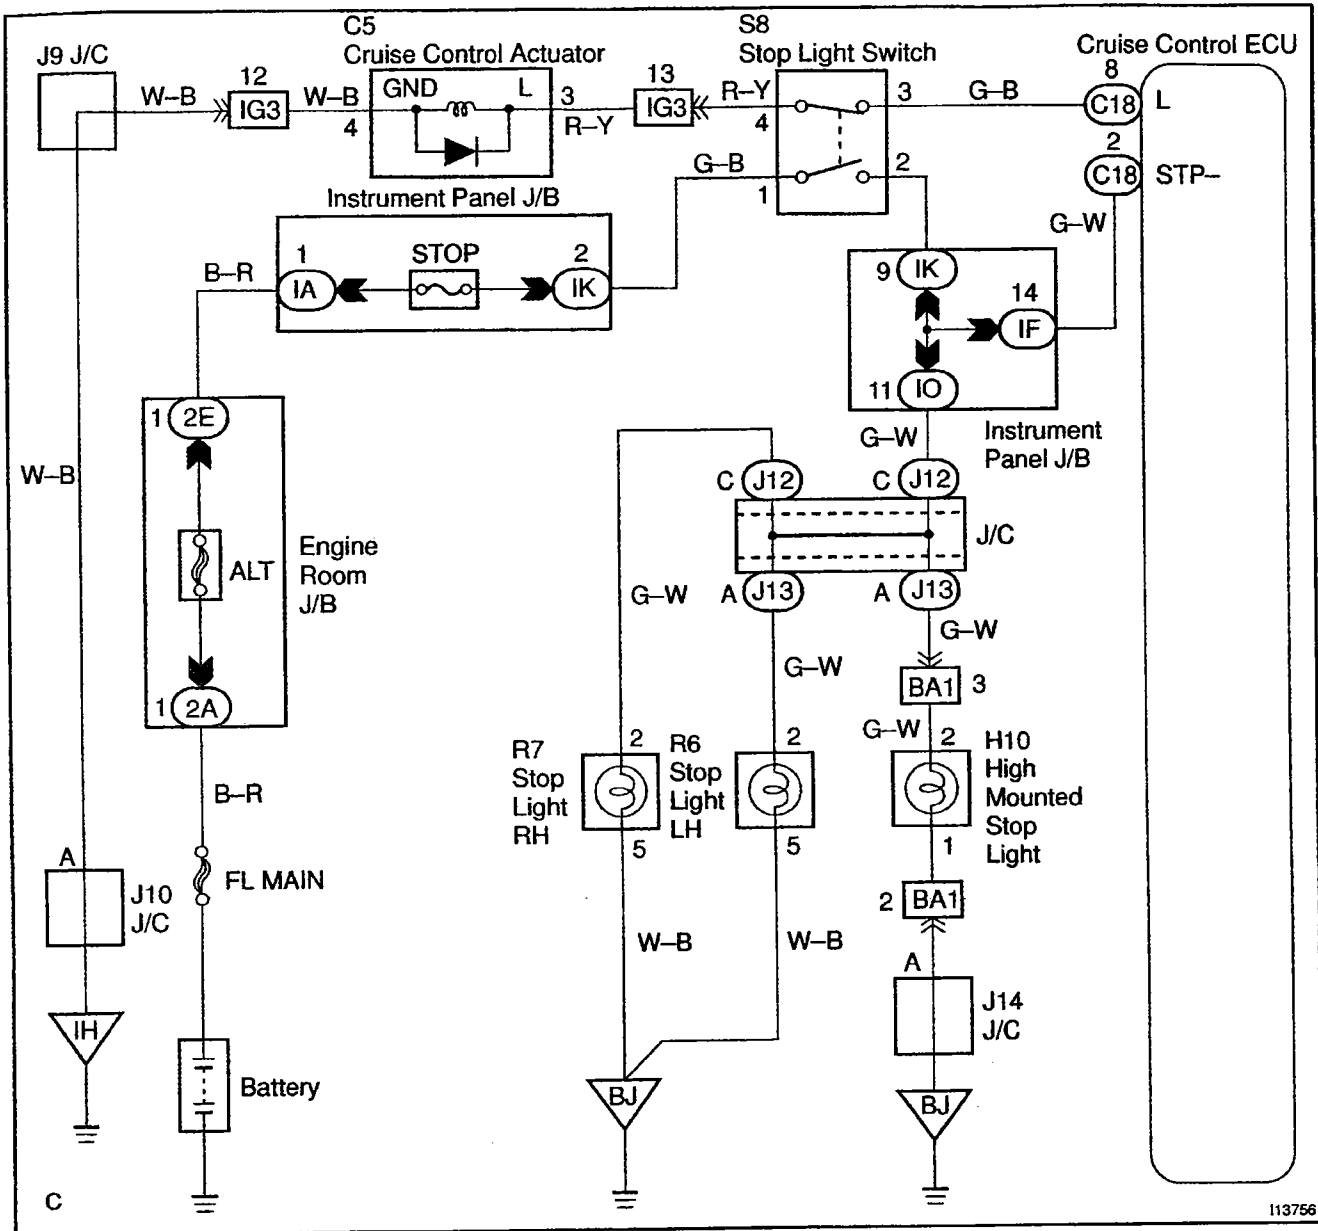 C5
Cruise Control Actuator
S8
Stop Light Switch
Cruise Control ECU
J9 J/C
W–B
12
IG3
W–B
4
GND
L
3
R–Y
13
IG3
R–Y
4
3
G–B
8
C18
L
2
C18
STP–
G–B
1
2
G–W
Instrument Panel J/B
1
IA
STOP
2
IK
B–R
9
IK
14
IF
11
IO
Instrument
Panel J/B
G–W
1
2E
W–B
ALT
Engine
Room
J/B
1
2A
C
J12
C
J12
J/C
A
J13
A
J13
G–W
G–W
G–W
BA1
3
G–W
B–R
R7
Stop
Light
RH
2
5
R6
Stop
Light
LH
2
5
H10
High
Mounted
Stop
Light
2
1
FL MAIN
A
J10
J/C
2
BA1
W–B
W–B
A
J14
J/C
IH
Battery
BJ
BJ
C
I13756